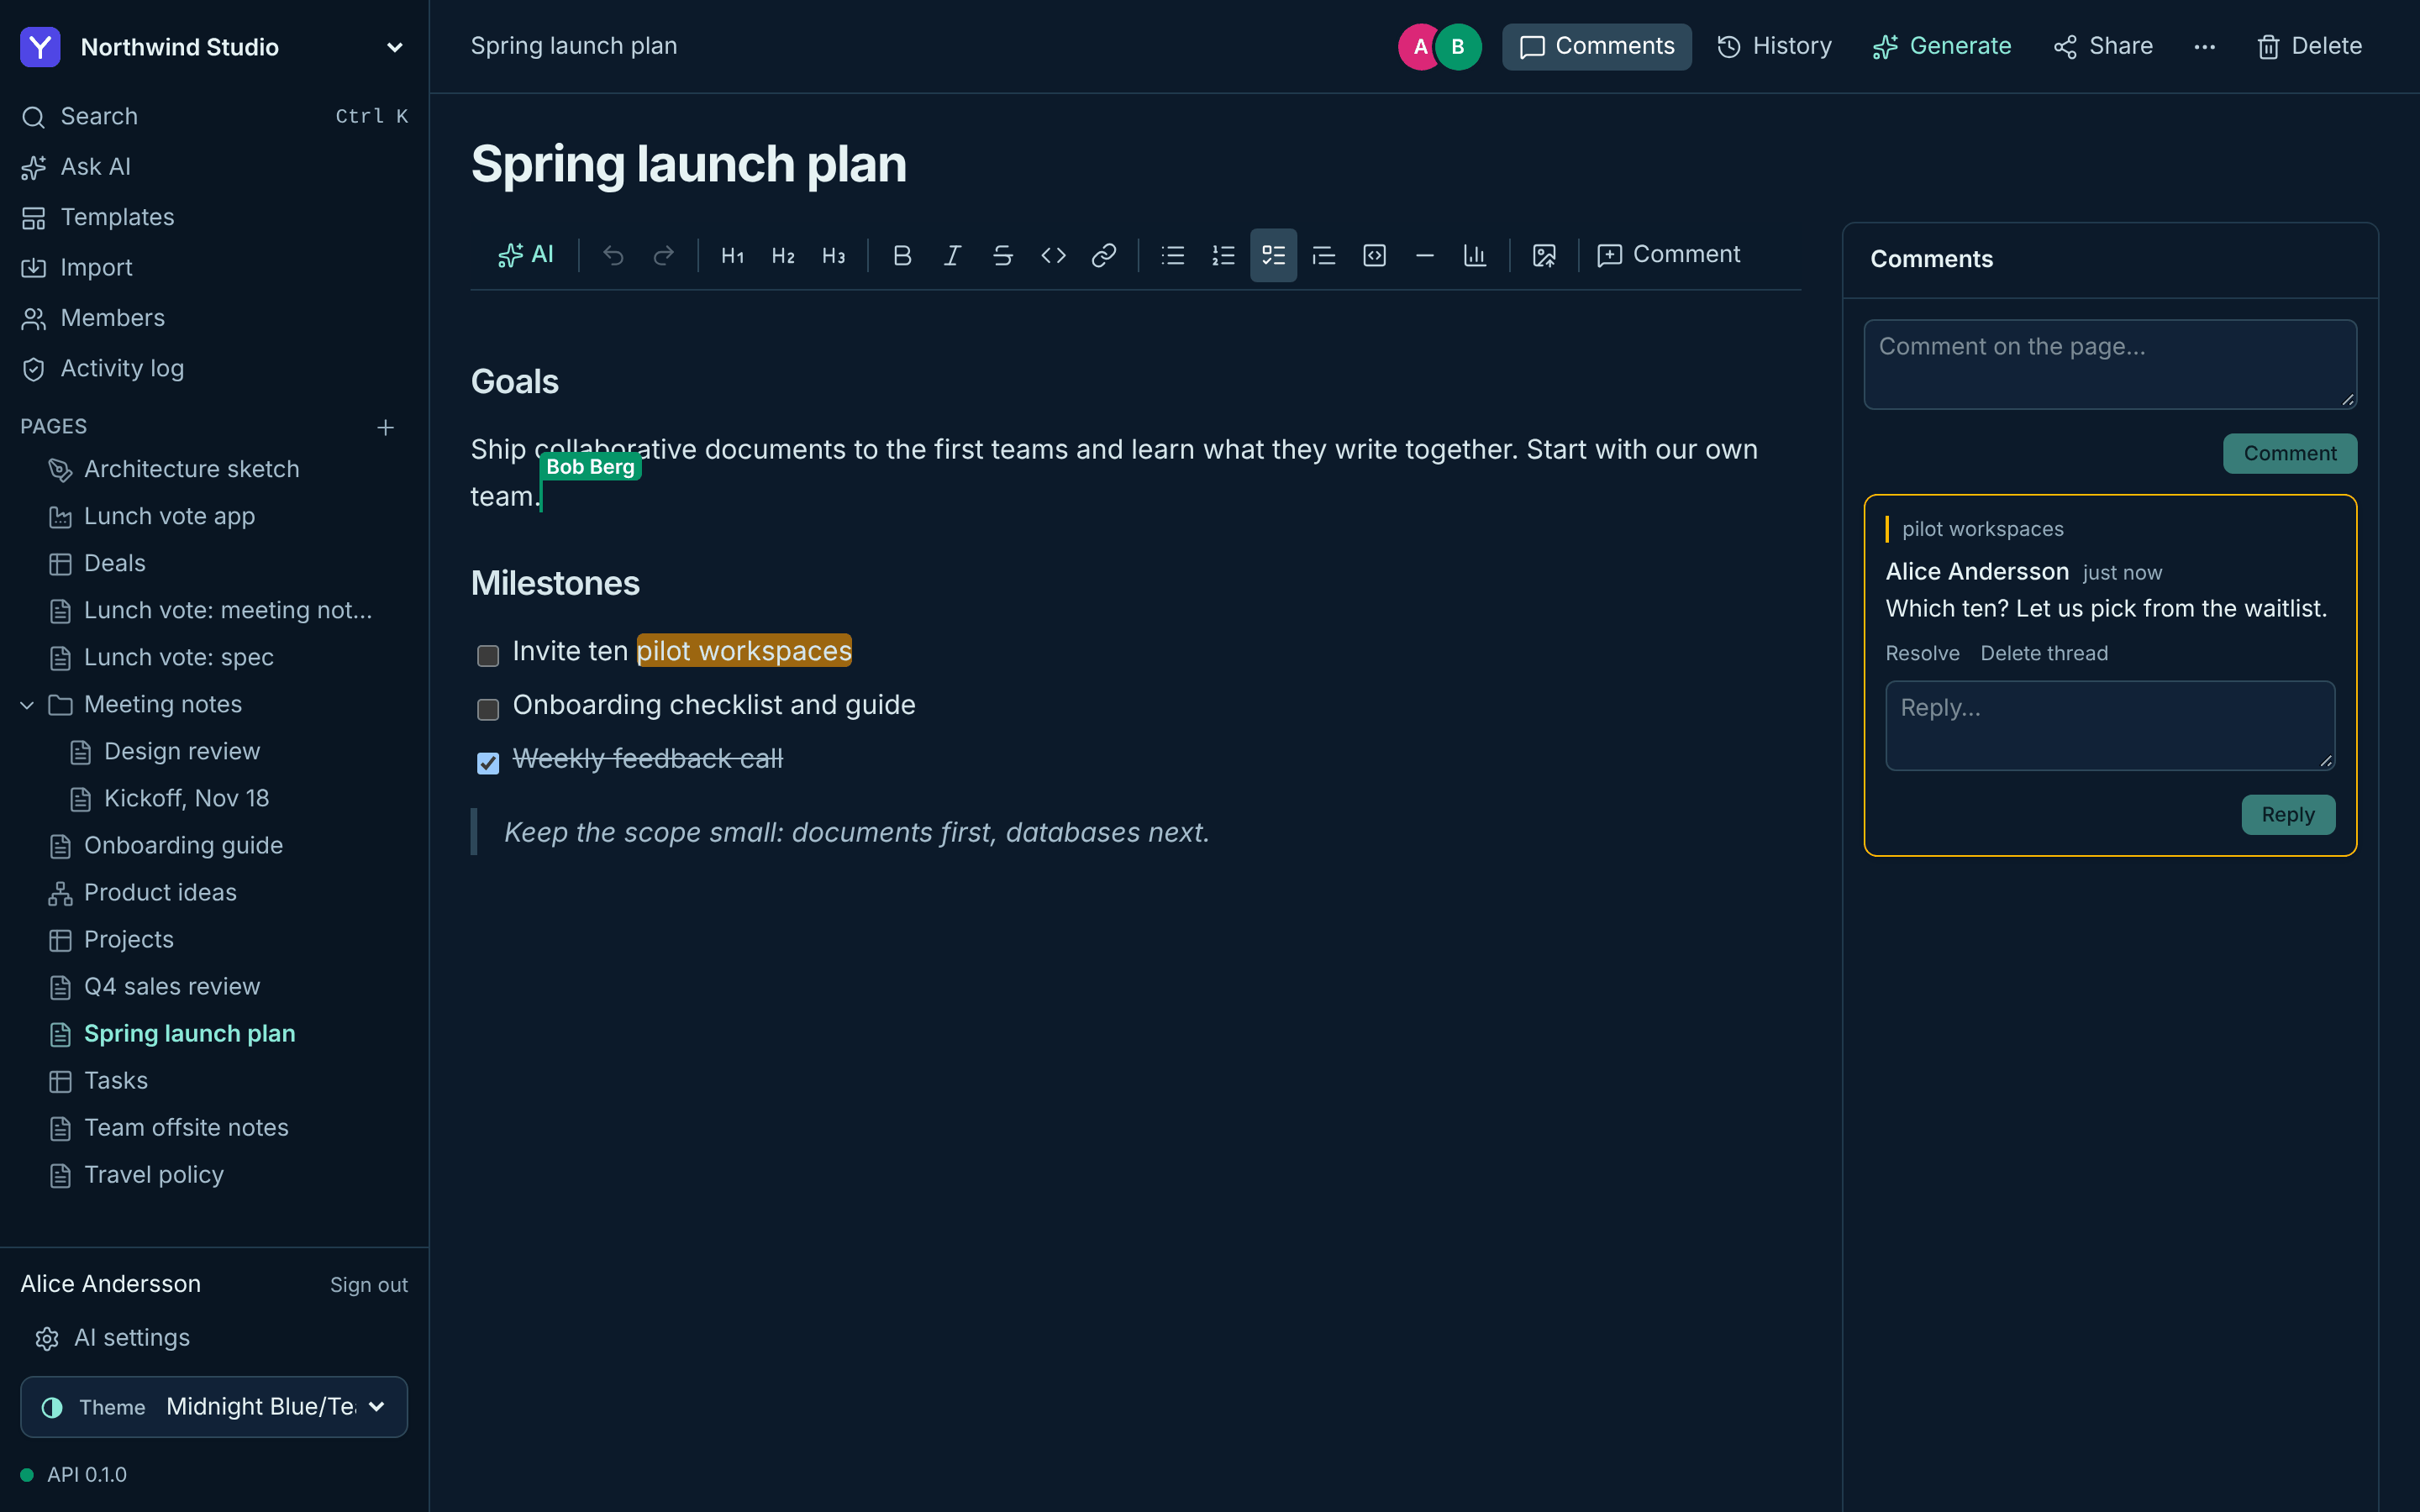 Northwind Studio
Search Ctrl K
Ask AI
Templates
Import
Members
Activity log
PAGES
Architecture sketch
Lunch vote app
Deals
Lunch vote: meeting not...
Lunch vote: spec
Meeting notes
Design review
Kickoff, Nov 18
Onboarding guide
Product ideas
Projects
Q4 sales review
Spring launch plan
Tasks
Team offsite notes
Travel policy
Alice Andersson Sign out
AI settings
Theme Midnight Blue/Te
API 0.1.0
Spring launch plan
A B Comments History Generate Share Delete
Spring launch plan
AI H1 H2 H3 Comment
Goals
Ship collaborative documents to the first teams and learn what they write together. Start with our own
Bob Berg
team.
Milestones
Invite ten pilot workspaces
Onboarding checklist and guide
Weekly feedback call
Keep the scope small: documents first, databases next.
Comments
Comment on the page...
Comment
pilot workspaces
Alice Andersson just now
Which ten? Let us pick from the waitlist.
Resolve Delete thread
Reply...
Reply